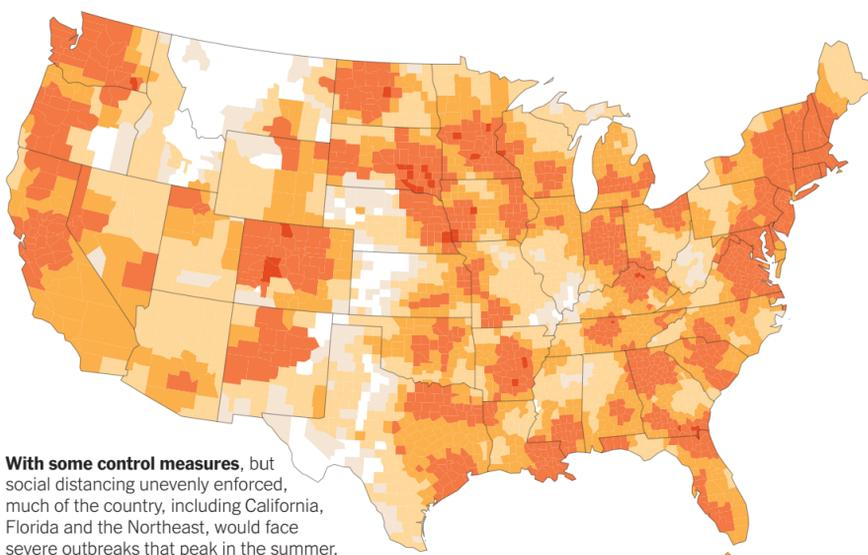 With some control measures, but
social distancing unevenly enforced,
much of the country, including California,
Florida and the Northeast, would face
severe outbreaks that peak in the summer.